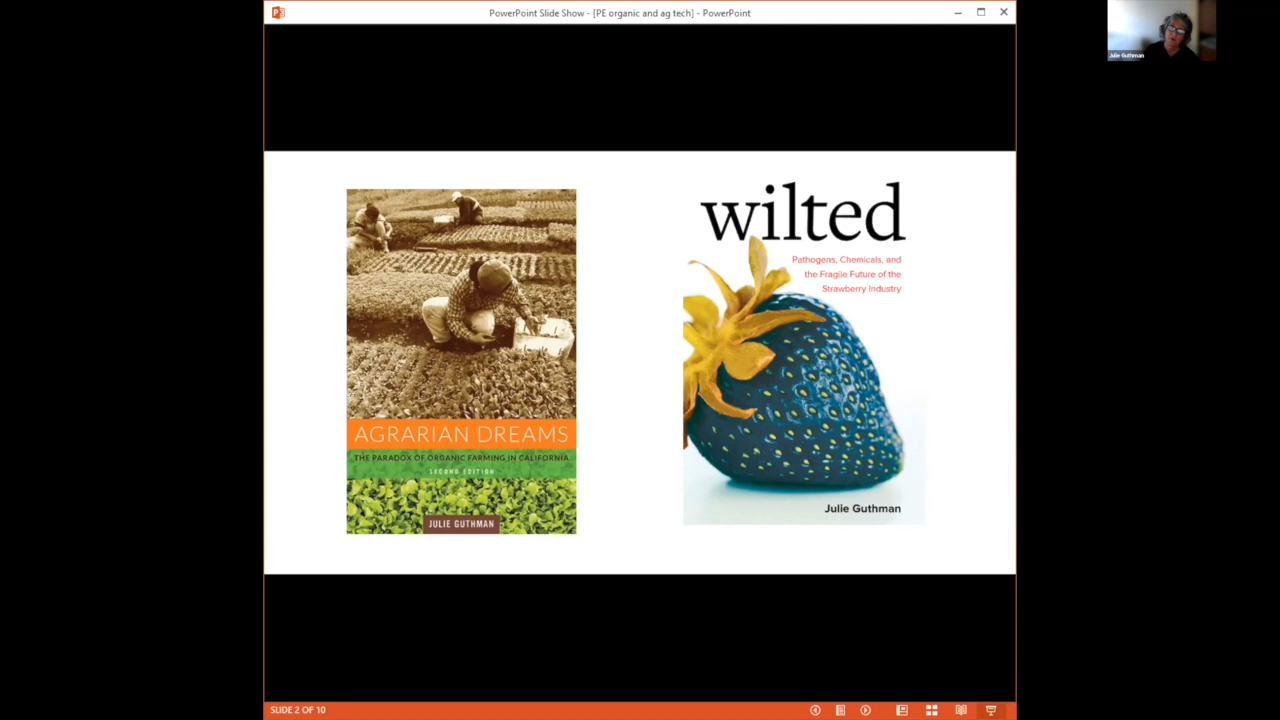 PowerPoint Slide Show - [PE organic and ag tech] - PowerPoint
Julie Guthman
wilted
Pathogens, Chemicals, and
the Fragile Future of the
Strawberry Industry
Julie Guthman
AGRARIAN DREAMS
THE PARADOX OF ORGANIC FARMING IN CALIFORNIA
SECOND EDITION
JULIE GUTHMAN
SLIDE 2 OF 10